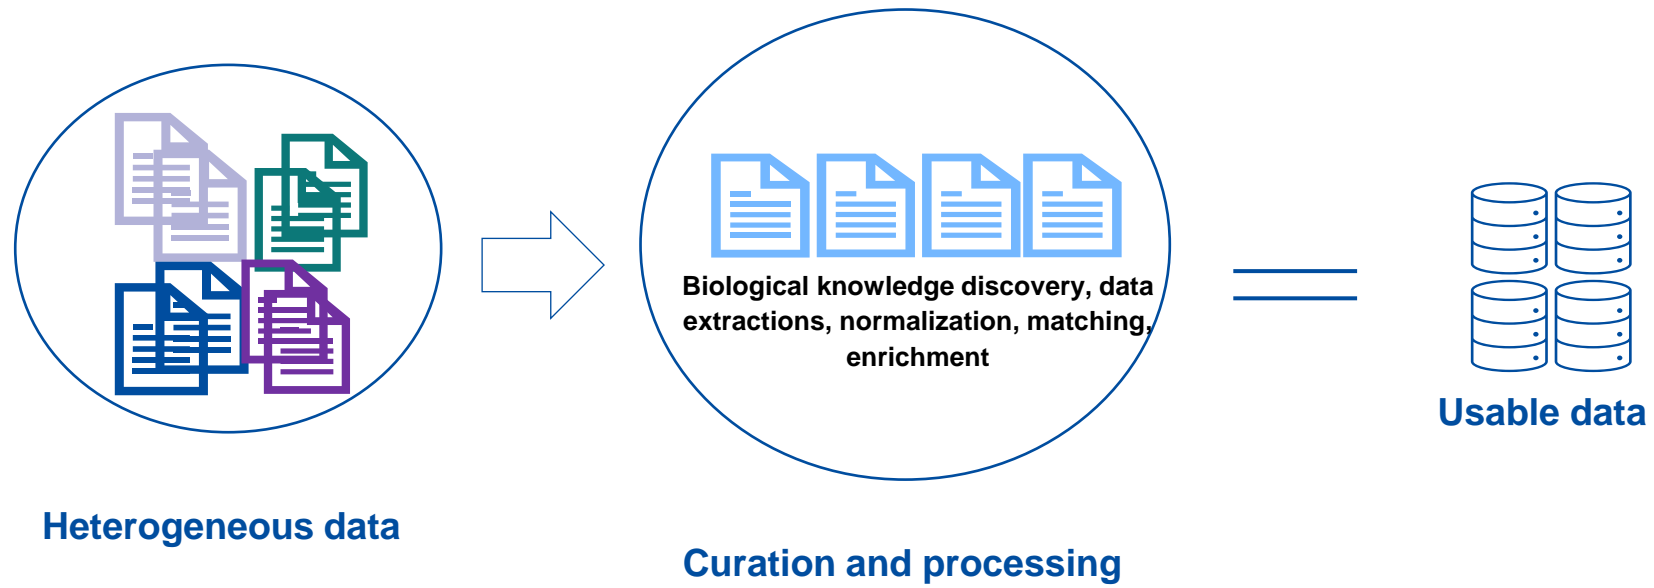 Biological knowledge discovery, data
extractions, normalization, matching,
enrichment
Usable data
Heterogeneous data
Curation and processing